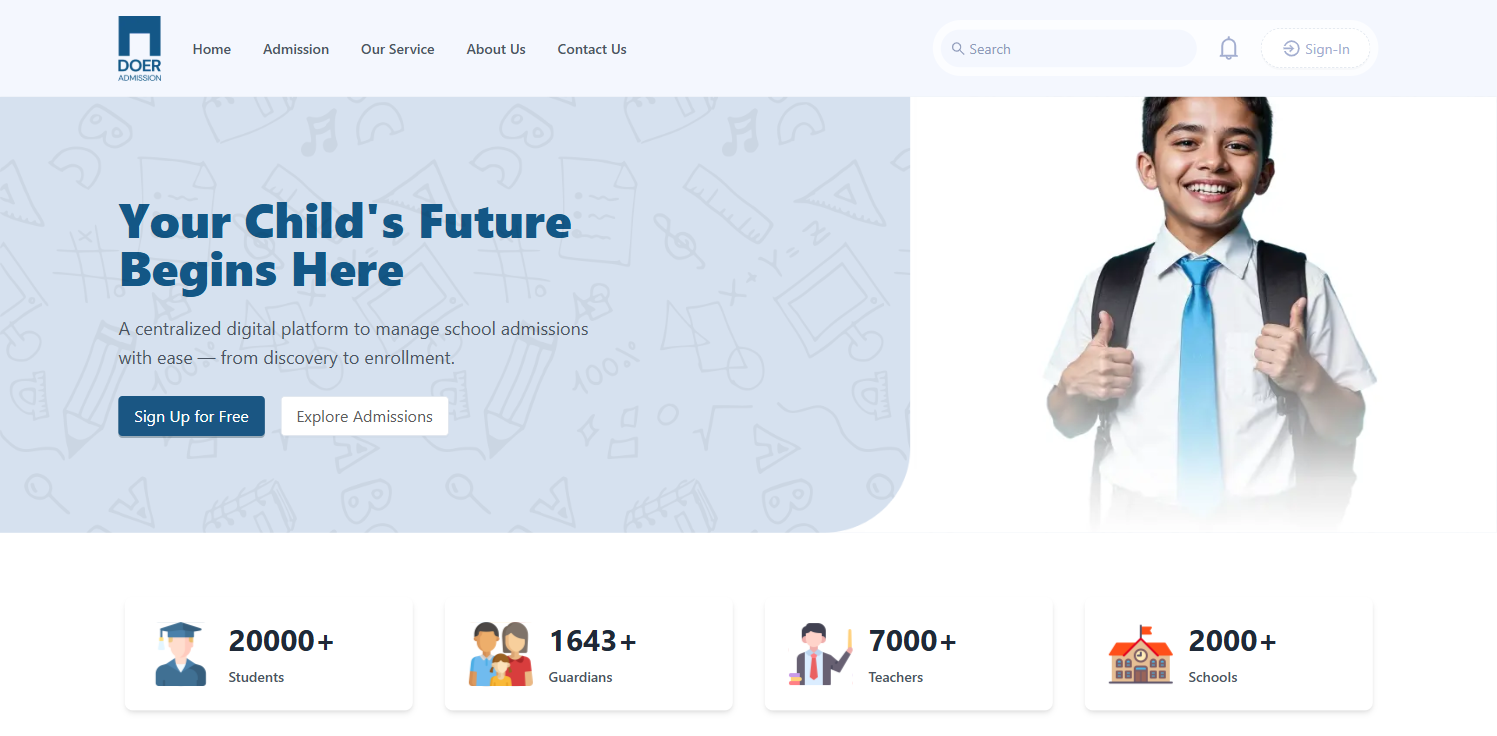 DOER
ADMISSION
Home
Admission
Our Service
About Us
Contact Us
Search
Sign-In
Your Child's Future
Begins Here
A centralized digital platform to manage school admissions
with ease — from discovery to enrollment.
Sign Up for Free
Explore Admissions
100%
100%
20000+
Students
1643+
Guardians
7000+
Teachers
2000+
Schools